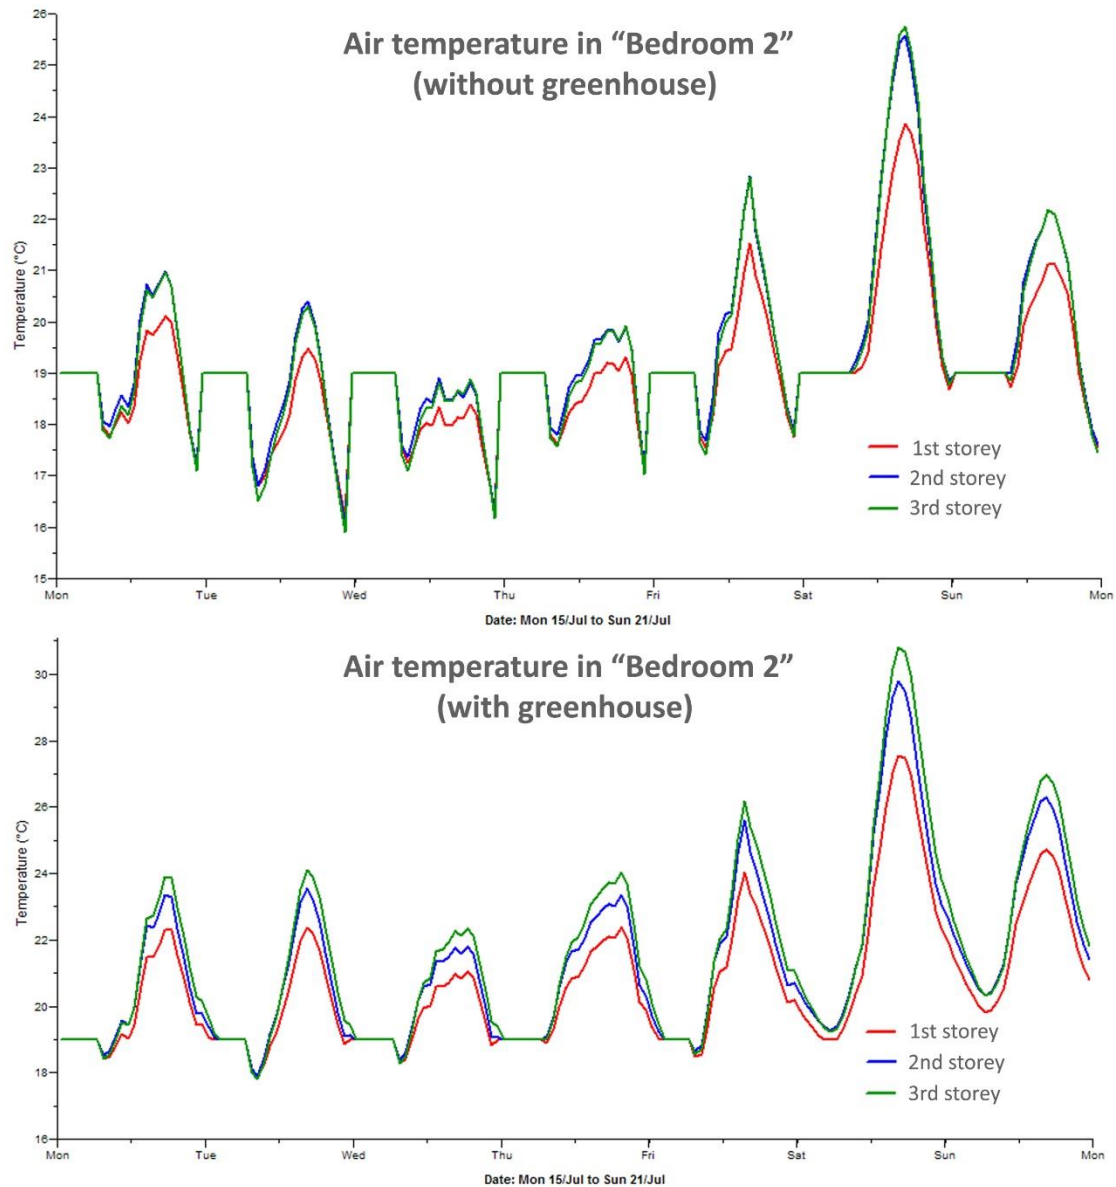 Air temperature in “Bedroom 2”
(without greenhouse)
26
25
24
23
22
21
20
19
18
17
16
15
Temperature (°C)
1st storey
2nd storey
3rd storey
Mon Tue Wed Thu Fri Sat Sun Mon
Date: Mon 15/Jul to Sun 21/Jul
Air temperature in “Bedroom 2”
(with greenhouse)
30
28
26
24
22
20
18
16
Temperature (°C)
1st storey
2nd storey
3rd storey
Mon Tue Wed Thu Fri Sat Sun Mon
Date: Mon 15/Jul to Sun 21/Jul